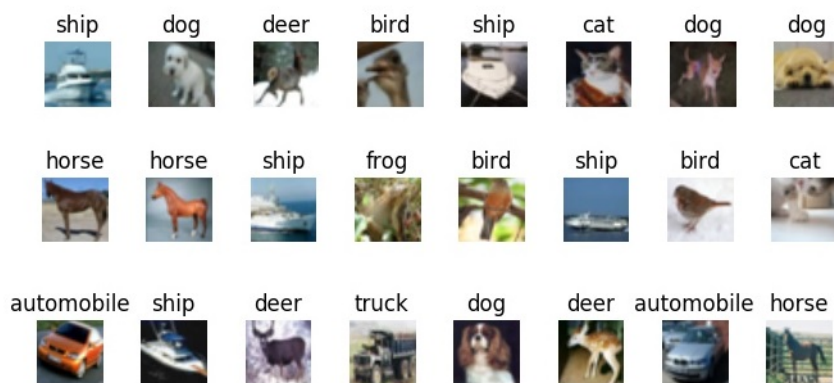 ship dog deer bird ship cat dog dog
horse horse ship frog bird ship bird cat
automobile ship deer truck dog deer automobile horse